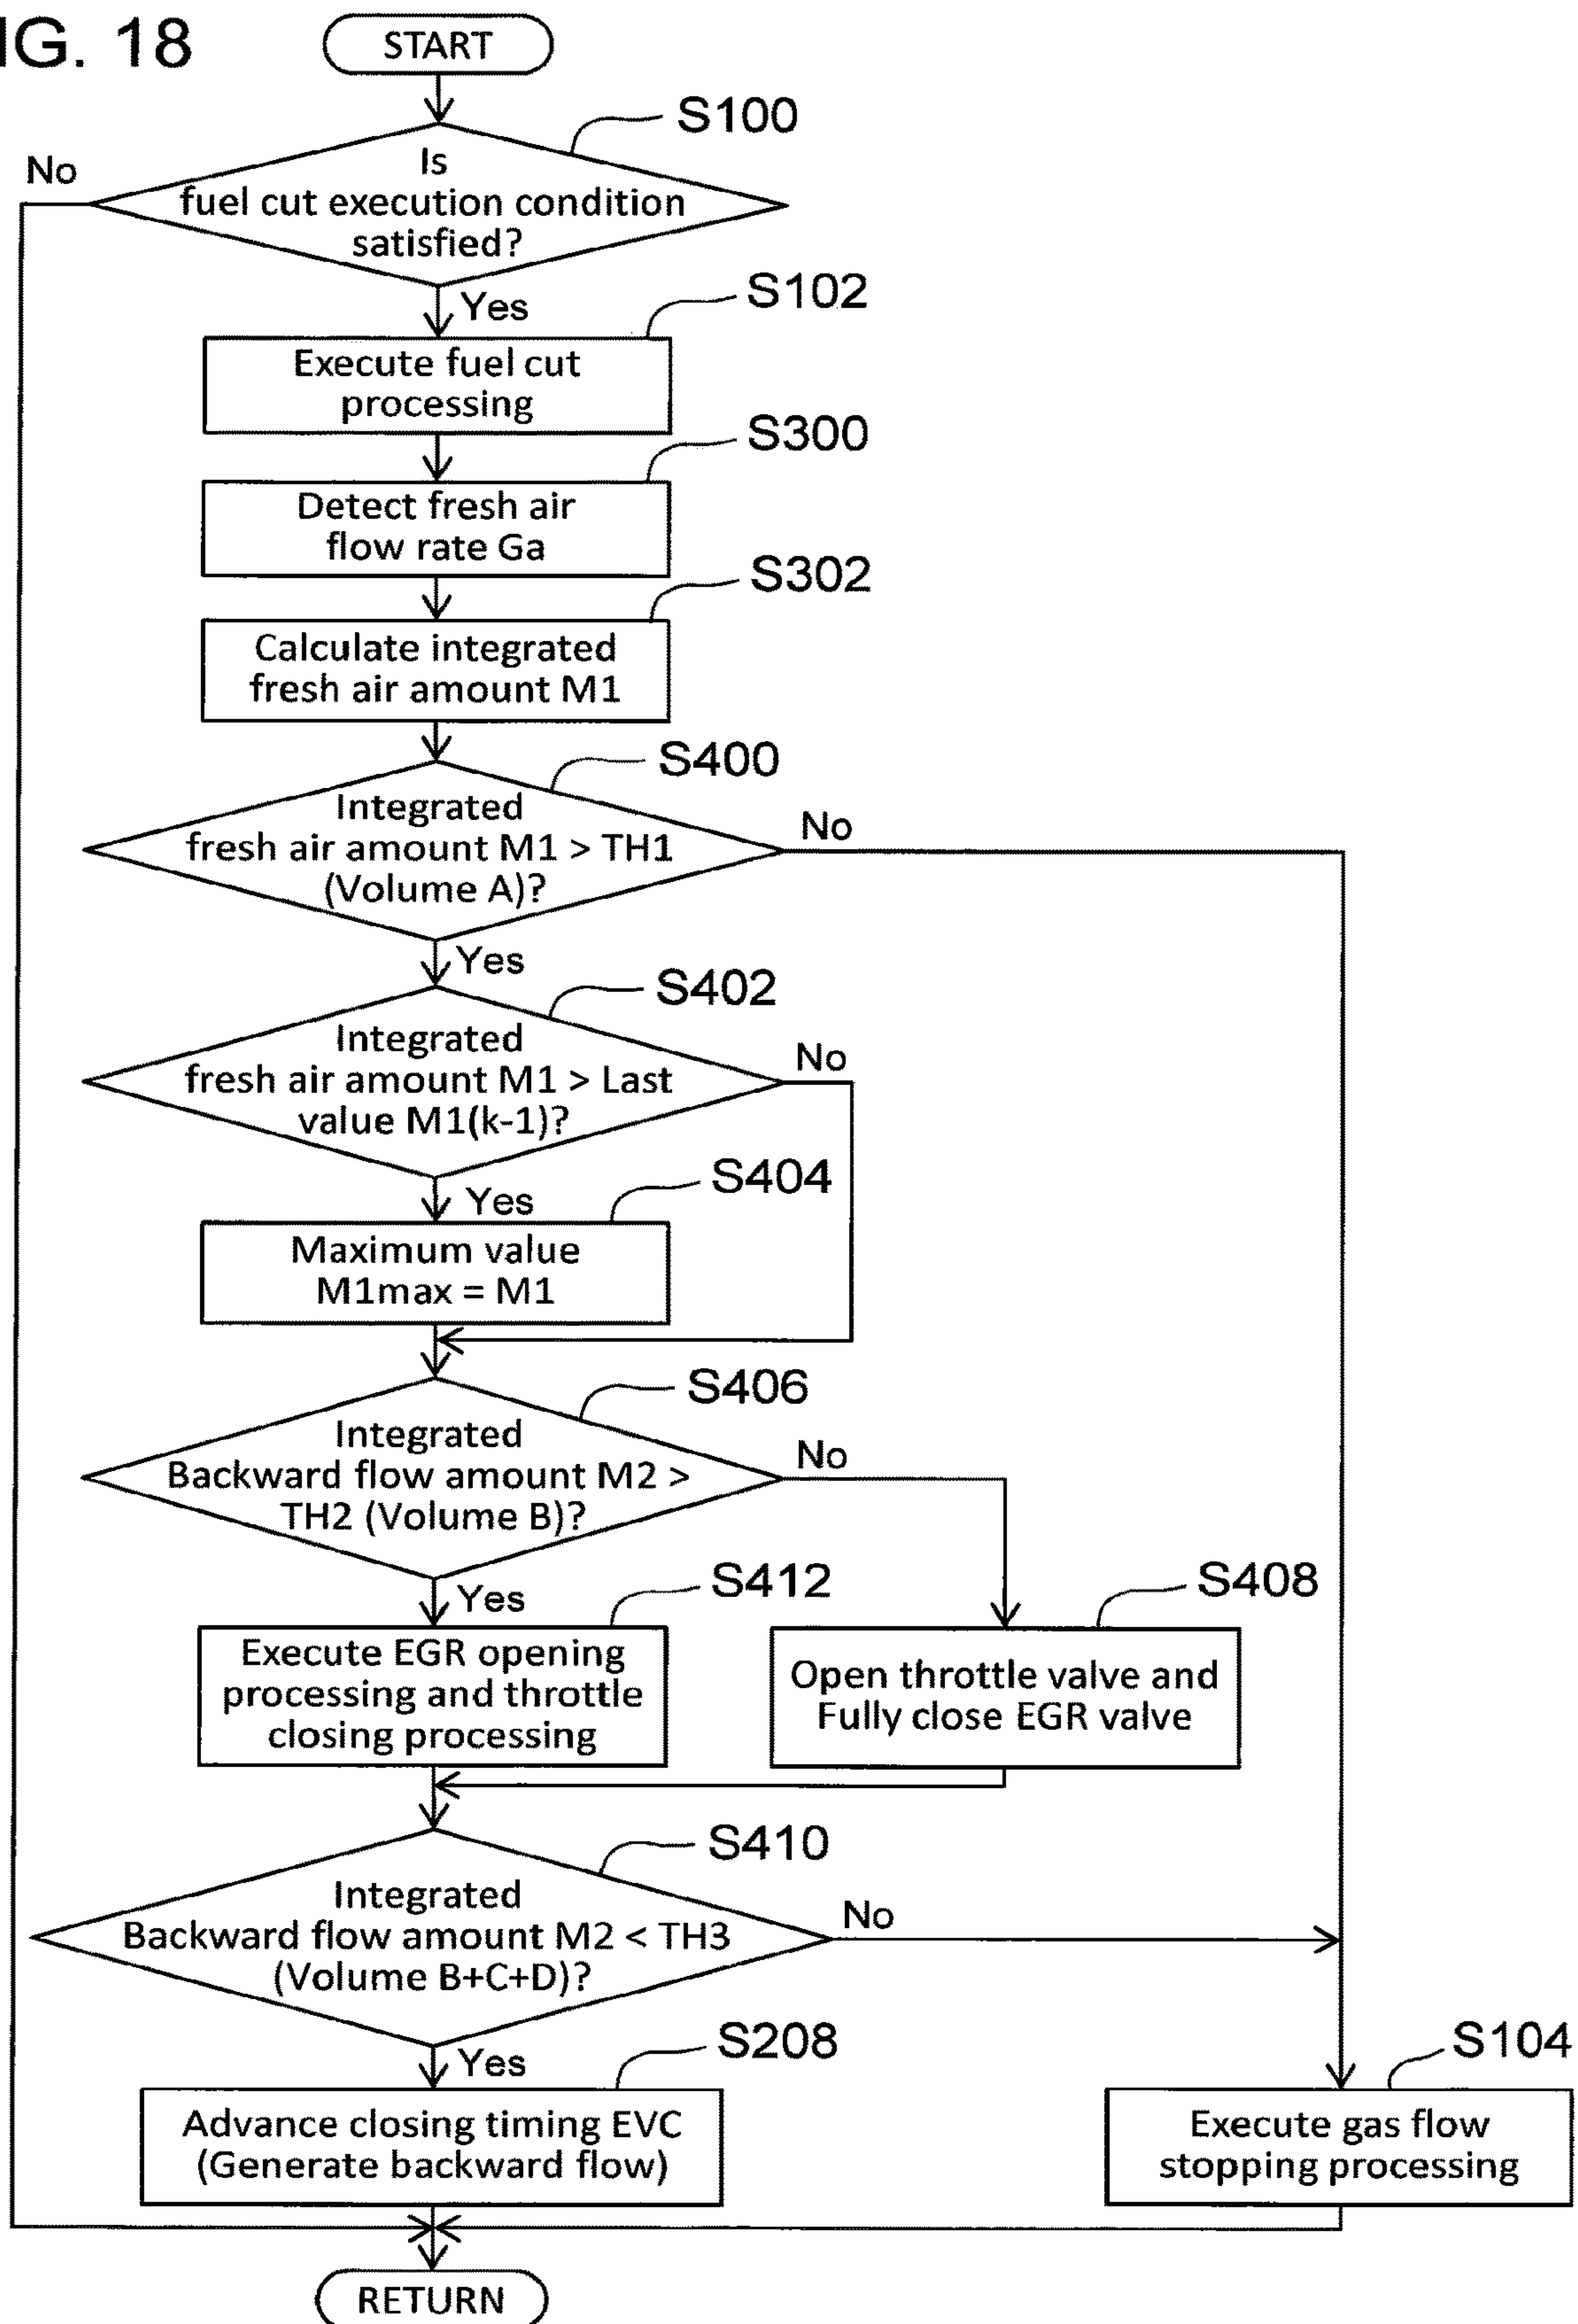 IG. 18
START
S100
No
Is
fuel cut execution condition
satisfied?
Yes
S102
Execute fuel cut
processing
S300
Detect fresh air
flow rate Ga
S302
Calculate integrated
fresh air amount M1
S400
Integrated
fresh air amount M1 > TH1
(Volume A)?
No
Yes
S402
Integrated
fresh air amount M1 > Last
value M1(k-1)?
No
Yes
S404
Maximum value
M1max = M1
S406
Integrated
Backward flow amount M2 >
TH2 (Volume B)?
No
Yes
S412
Execute EGR opening
processing and throttle
closing processing
S408
Open throttle valve and
Fully close EGR valve
S410
Integrated
Backward flow amount M2 < TH3
(Volume B+C+D)?
No
Yes
S208
Advance closing timing EVC
(Generate backward flow)
S104
Execute gas flow
stopping processing
RETURN